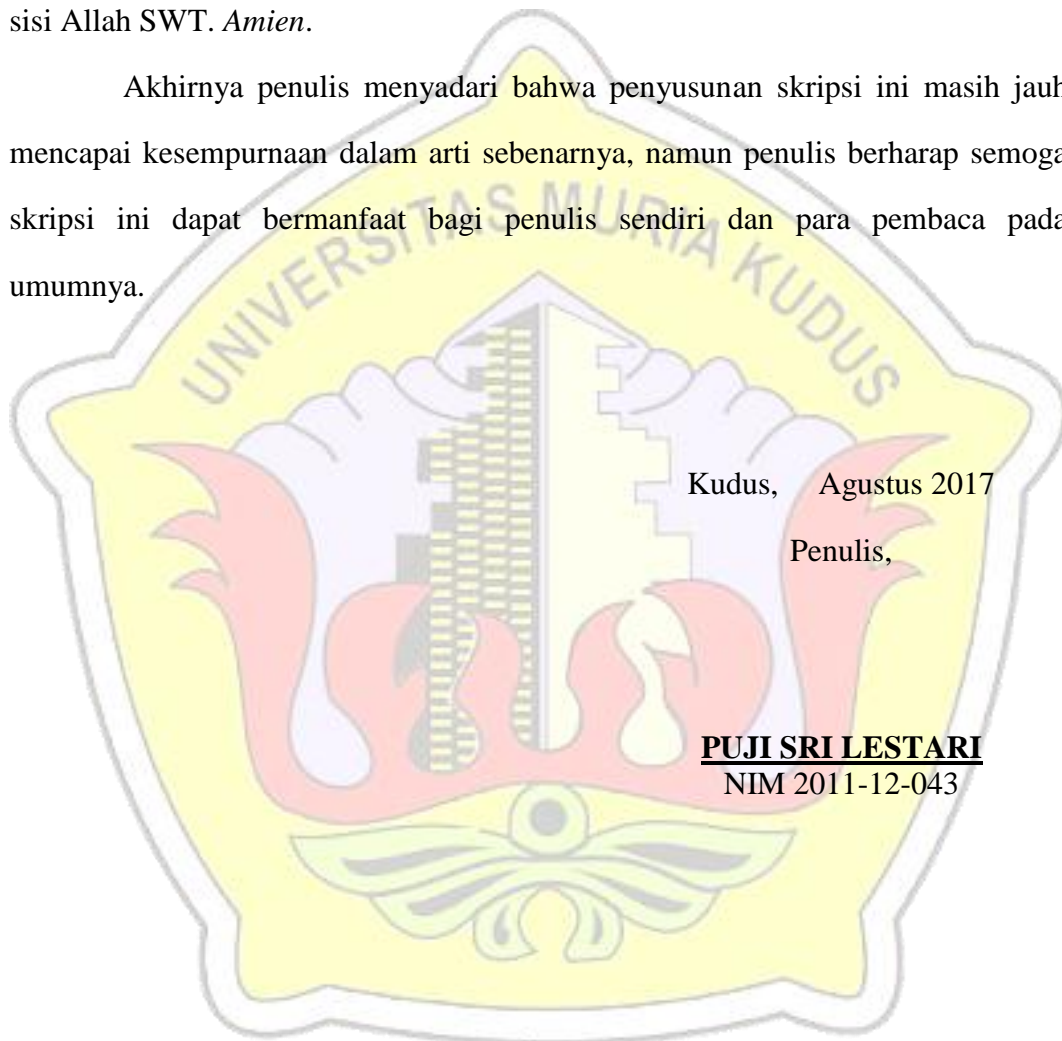 sisi Allah SWT. Amien.
Akhirnya penulis menyadari bahwa penyusunan skripsi ini masih jauh
mencapai kesempurnaan dalam arti sebenarnya, namun penulis berharap semoga
skripsi ini dapat bermanfaat bagi penulis sendiri dan para pembaca pada
umumnya.
UNIVERSITAS MURIA KUDUS
Kudus, Agustus 2017
Penulis,
PUJI SRI LESTARI
NIM 2011-12-043